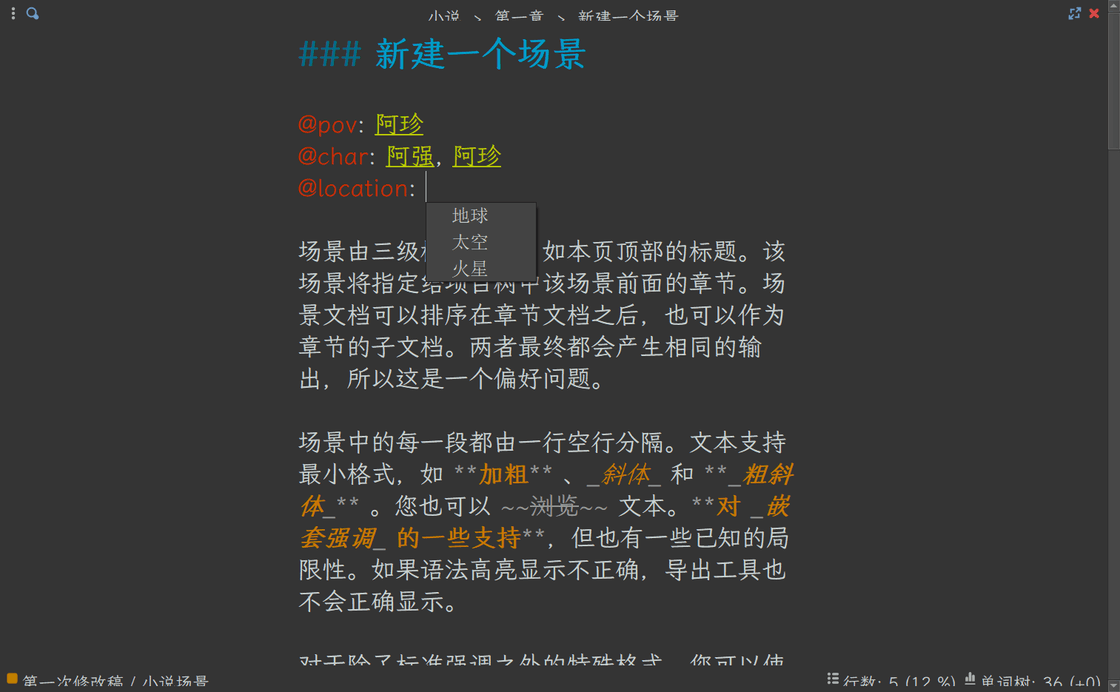 小说 › 第一章 › 新建一个场景
### 新建一个场景
@pov: 阿珍
@char: 阿强, 阿珍
@location:
地球
太空
火星
场景由三级 如本页顶部的标题。该
场景将指定给项目树中该场景前面的章节。场
景文档可以排序在章节文档之后，也可以作为
章节的子文档。两者最终都会产生相同的输
出，所以这是一个偏好问题。
场景中的每一段都由一行空行分隔。文本支持
最小格式，如 **加粗** 、_斜体_ 和 **_粗斜
体_** 。您也可以 ~~浏览~~ 文本。**对 _嵌
套强调_ 的一些支持**，但也有一些已知的局
限性。如果语法高亮显示不正确，导出工具也
不会正确显示。
对于除了标准强调之外的特殊格式，您可以使
第一次修改稿 / 小说场景
行数: 5 (12 %) 单词树: 36 (+0)